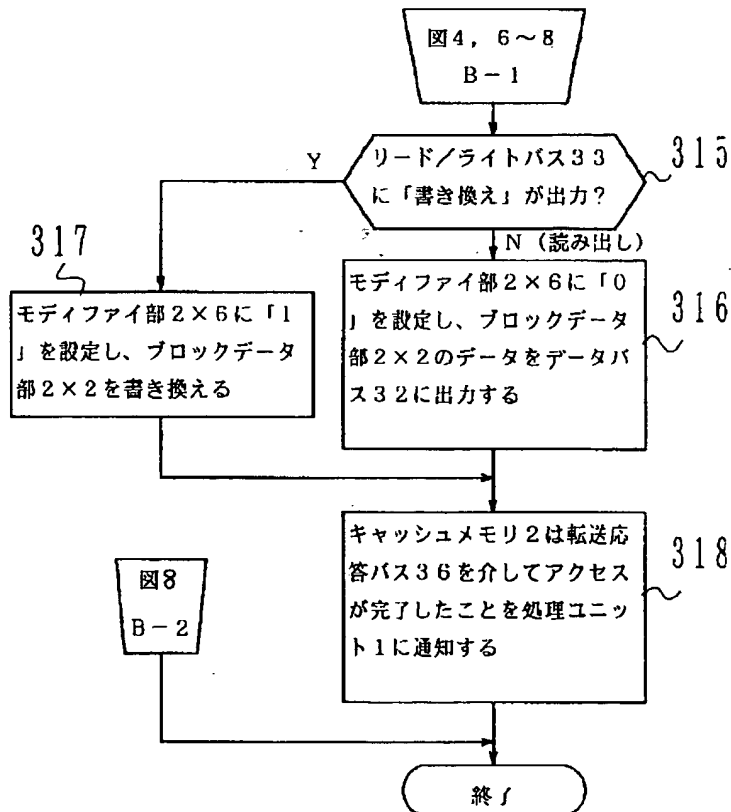 図4，6～8
B－1
リード／ライトバス33
に「書き換え」が出力？
315
Y
N（読み出し）
317
モディファイ部2×6に「1
」を設定し、ブロックデータ
部2×2を書き換える
モディファイ部2×6に「0
」を設定し、ブロックデータ
部2×2のデータをデータバ
ス32に出力する
316
キャッシュメモリ2は転送応
答バス36を介してアクセス
が完了したことを処理ユニッ
ト1に通知する
318
図8
B－2
終了